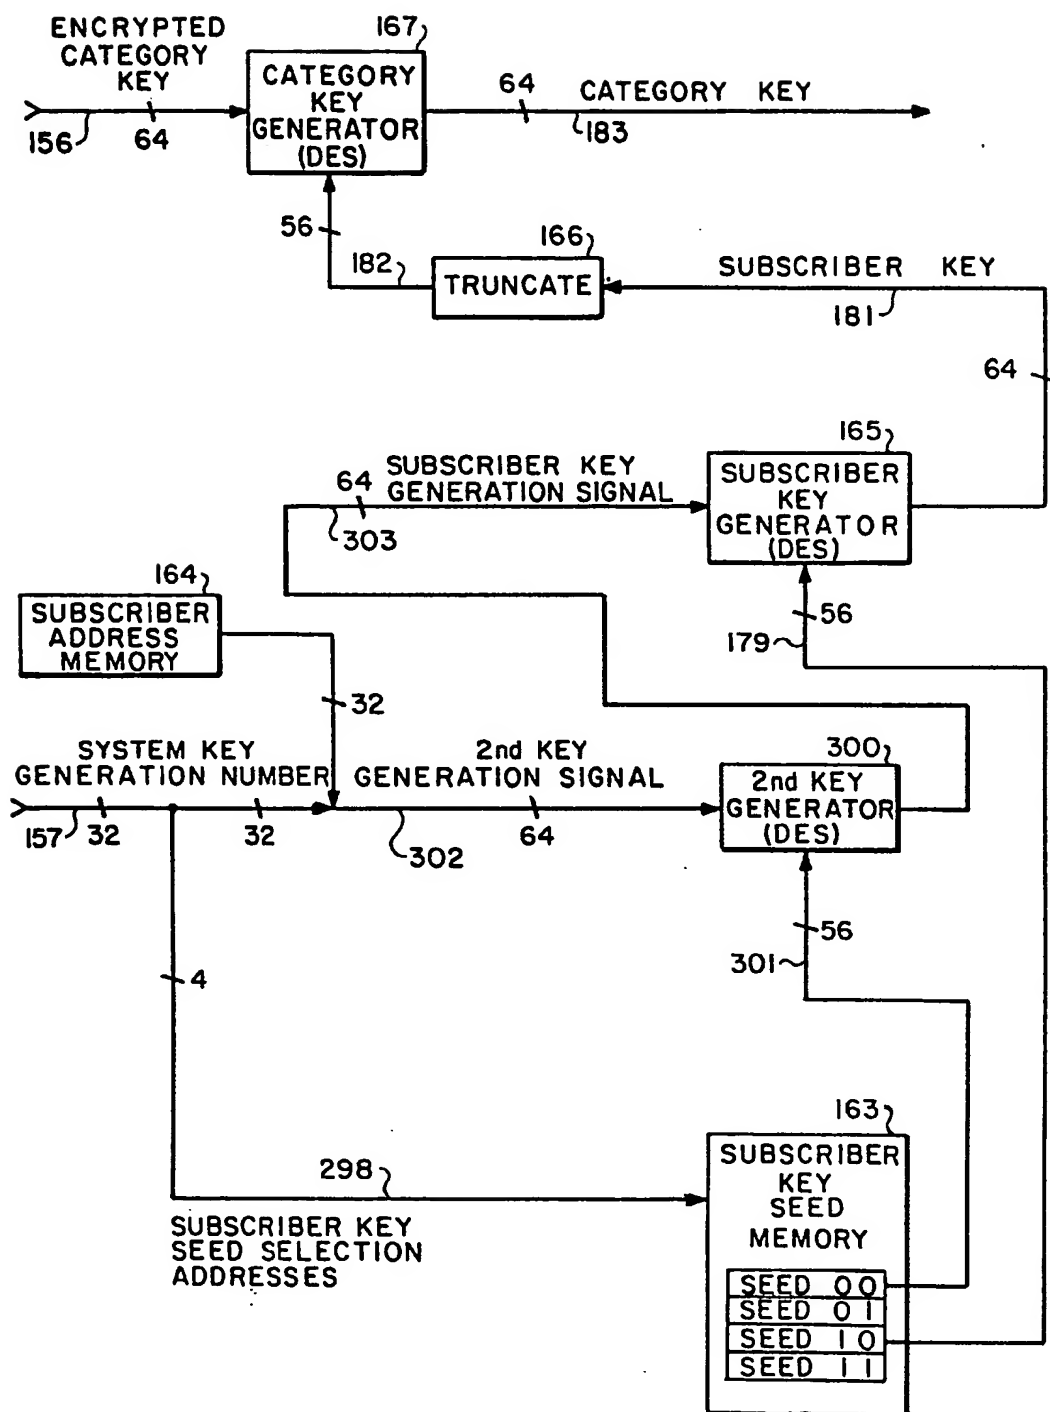 ENCRYPTED
CATEGORY
KEY
167
CATEGORY
KEY
GENERATOR
(DES)
64
CATEGORY KEY
156
64
183
56
182
166
TRUNCATE
SUBSCRIBER KEY
181
64
165
SUBSCRIBER
KEY
GENERATOR
(DES)
64
SUBSCRIBER KEY
GENERATION SIGNAL
303
164
SUBSCRIBER
ADDRESS
MEMORY
56
179
32
SYSTEM KEY
GENERATION NUMBER
2nd KEY
GENERATION SIGNAL
300
2nd KEY
GENERATOR
(DES)
157
32
32
302
64
56
301
4
163
SUBSCRIBER
KEY
SEED
MEMORY
298
SUBSCRIBER KEY
SEED SELECTION
ADDRESSES
SEED 00
SEED 01
SEED 10
SEED 11